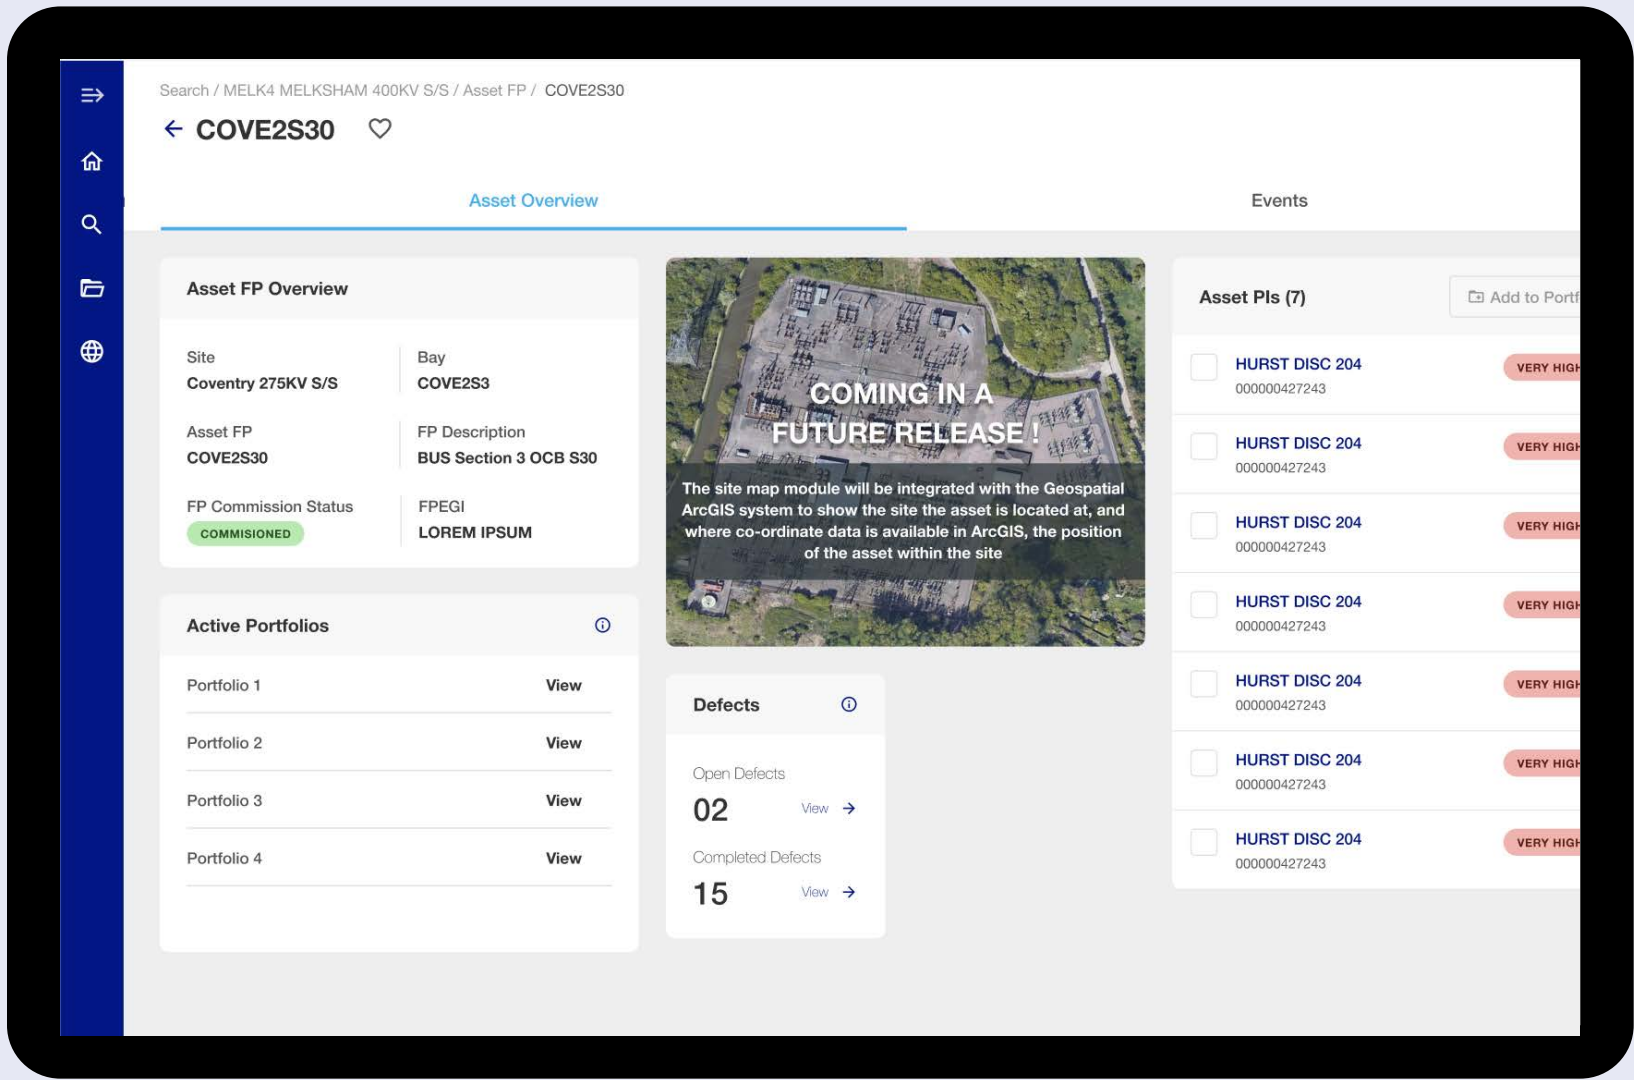 Search / MELK4 MELKSHAM 400KV S/S / Asset FP / COVE2S30
COVE2S30
Asset Overview
Events
Asset FP Overview
Site
Coventry 275KV S/S
Bay
COVE2S3
Asset FP
COVE2S30
FP Description
BUS Section 3 OCB S30
FP Commission Status
COMMISIONED
FPEGI
LOREM IPSUM
Active Portfolios
Portfolio 1 View
Portfolio 2 View
Portfolio 3 View
Portfolio 4 View
COMING IN A
FUTURE RELEASE !
The site map module will be integrated with the Geospatial
ArcGIS system to show the site the asset is located at, and
where co-ordinate data is available in ArcGIS, the position
of the asset within the site
Defects
Open Defects
02 View
Completed Defects
15 View
Asset PIs (7)
Add to Portf
HURST DISC 204
000000427243
VERY HIGH
HURST DISC 204
000000427243
VERY HIGH
HURST DISC 204
000000427243
VERY HIGH
HURST DISC 204
000000427243
VERY HIGH
HURST DISC 204
000000427243
VERY HIGH
HURST DISC 204
000000427243
VERY HIGH
HURST DISC 204
000000427243
VERY HIGH